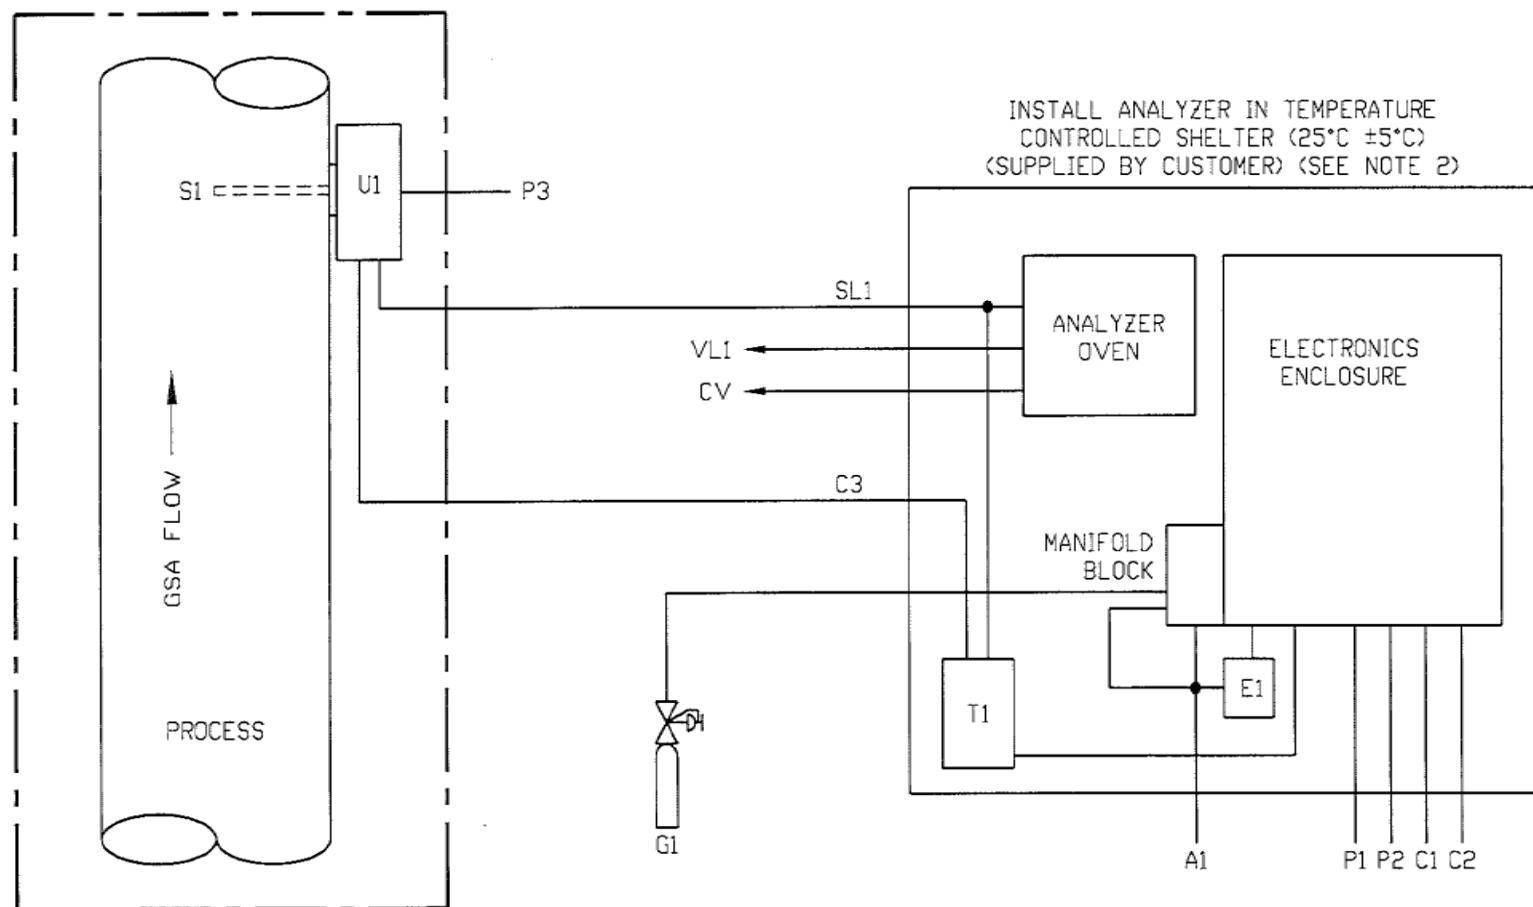 INSTALL ANALYZER IN TEMPERATURE
CONTROLLED SHELTER (25°C ±5°C)
(SUPPLIED BY CUSTOMER) (SEE NOTE 2)
S1
U1
P3
SL1
ANALYZER
OVEN
VL1
CV
ELECTRONICS
ENCLOSURE
GSA FLOW
C3
MANIFOLD
BLOCK
E1
T1
PROCESS
G1
A1
P1 P2 C1 C2